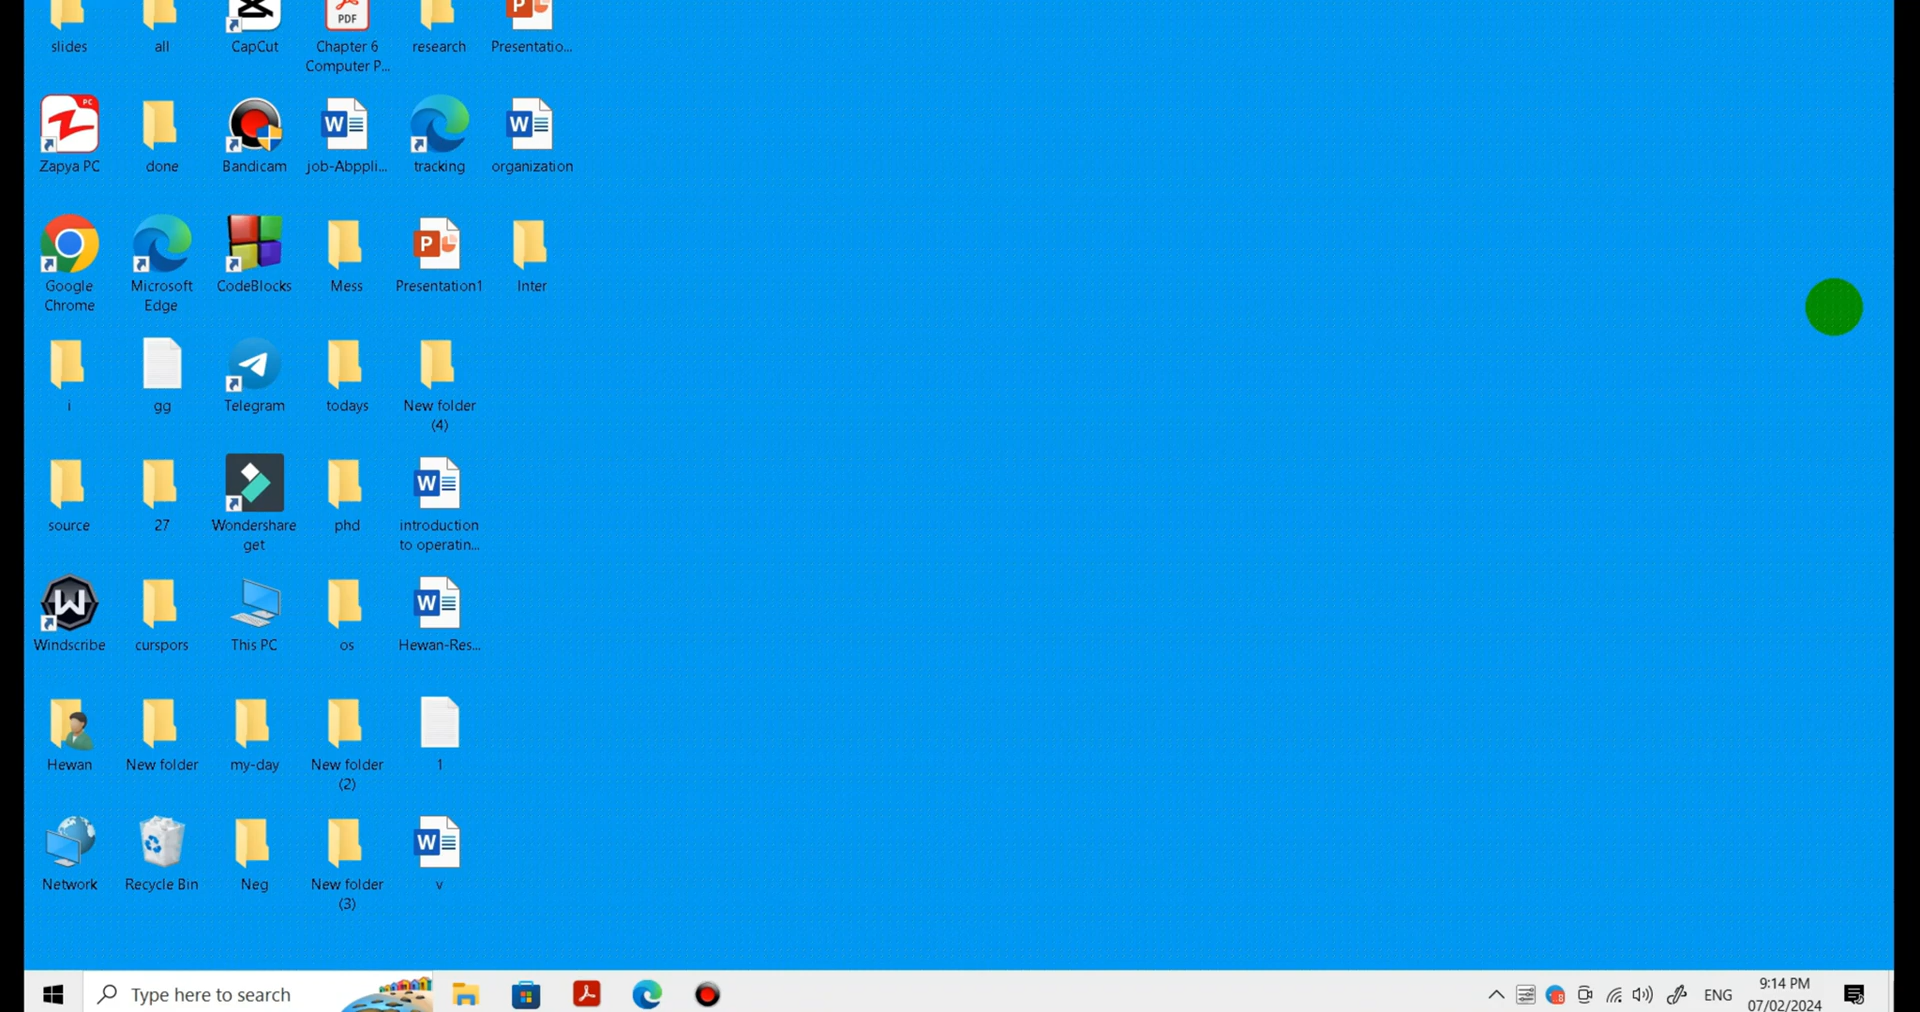 slides
all
CapCut
PDF
Chapter 6
Computer P...
research
Presentatio...
PC
Zapya PC
done
Bandicam
W
job-Abppli...
tracking
W
organization
Google
Chrome
Microsoft
Edge
CodeBlocks
Mess
P
Presentation1
Inter
i
gg
Telegram
todays
New folder
(4)
source
27
Wondershare
get
phd
W
introduction
to operatin...
W
Windscribe
curspors
This PC
os
W
Hewan-Res...
Hewan
New folder
my-day
New folder
(2)
1
Network
Recycle Bin
Neg
New folder
(3)
W
v
Type here to search
ENG
9:14 PM
07/02/2024